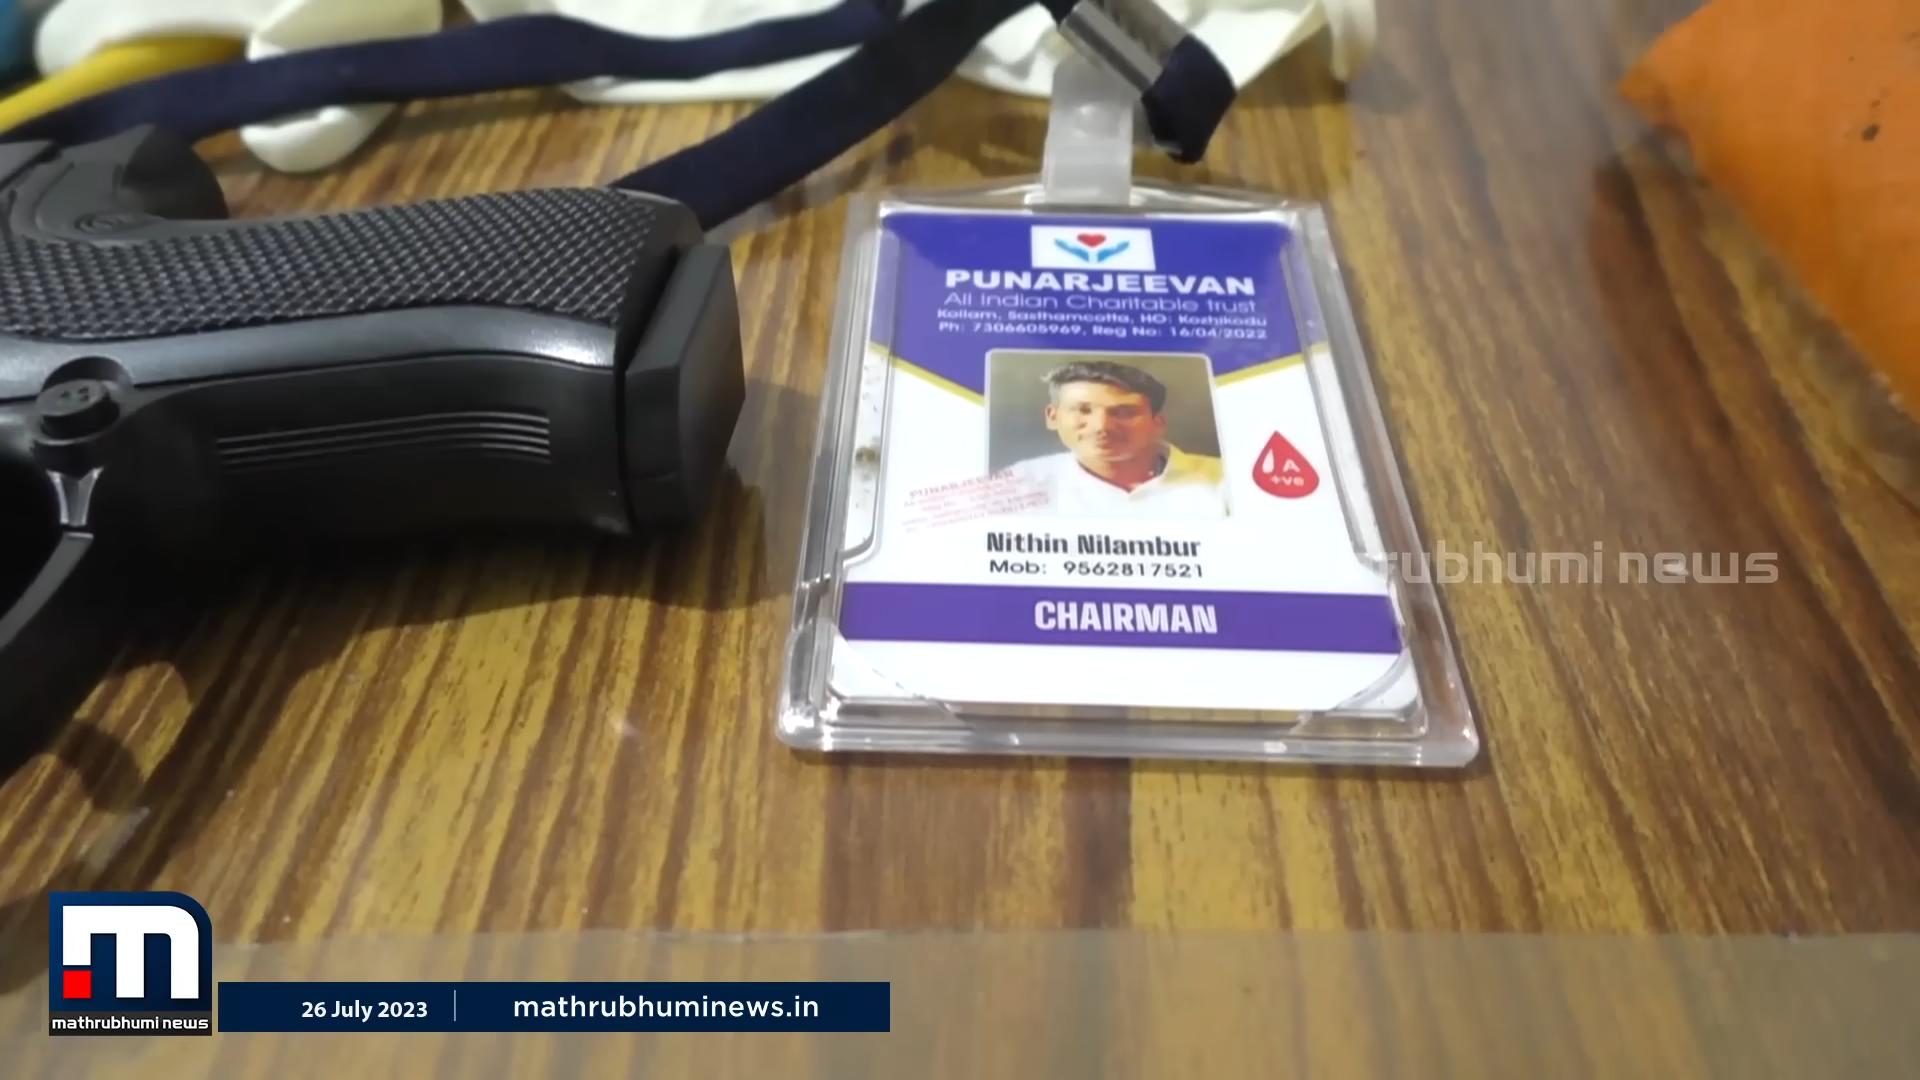 PUNARJEEVAN
All Indian Charitable trust
Kollam, Sasthamcotta, HO: Kozhikodu
Ph: 7306605969, Reg No: 16/04/2022
A
+ve
PUNARJEEVAN
Nithin Nilambur
Mob: 9562817521
CHAIRMAN
rubhumi news
mathrubhumi news
26 July 2023
mathrubhuminews.in